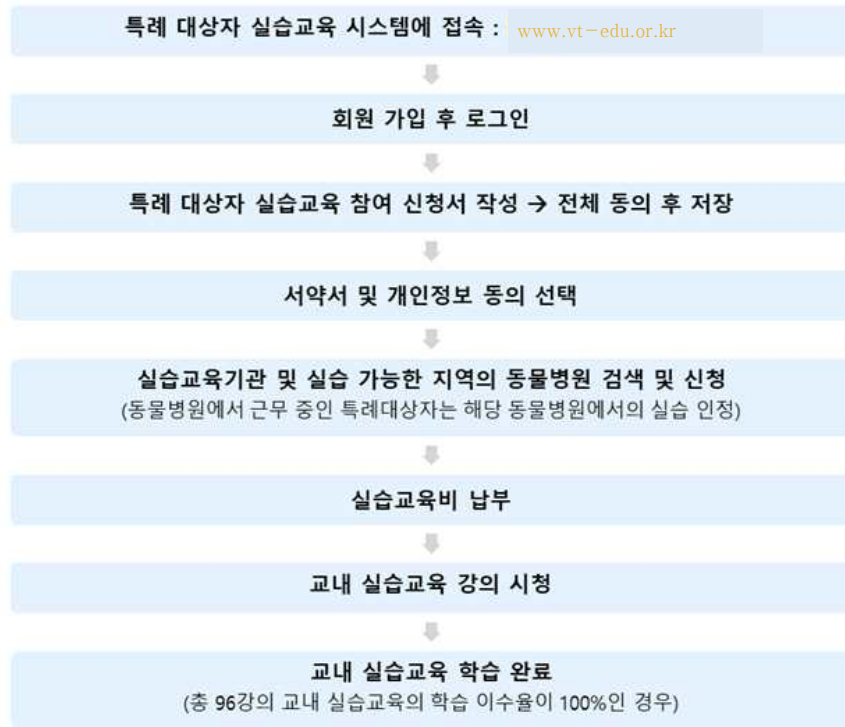 특례 대상자 실습교육 시스템에 접속 : www.vt-edu.or.kr
회원 가입 후 로그인
특례 대상자 실습교육 참여 신청서 작성 → 전체 동의 후 저장
서약서 및 개인정보 동의 선택
실습교육기관 및 실습 가능한 지역의 동물병원 검색 및 신청
(동물병원에서 근무 중인 특례대상자는 해당 동물병원에서의 실습 인정)
실습교육비 납부
교내 실습교육 강의 시청
교내 실습교육 학습 완료
(총 96강의 교내 실습교육의 학습 이수율이 100%인 경우)